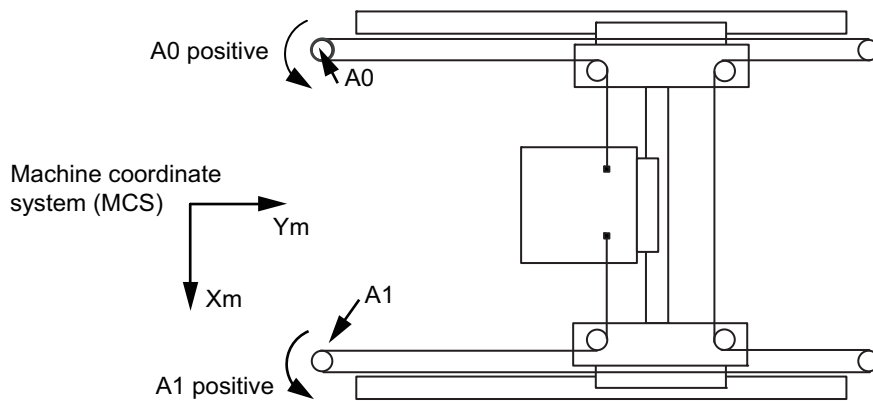 A0 positive
A0
Machine coordinate
system (MCS)
Ym
Xm
A1
A1 positive